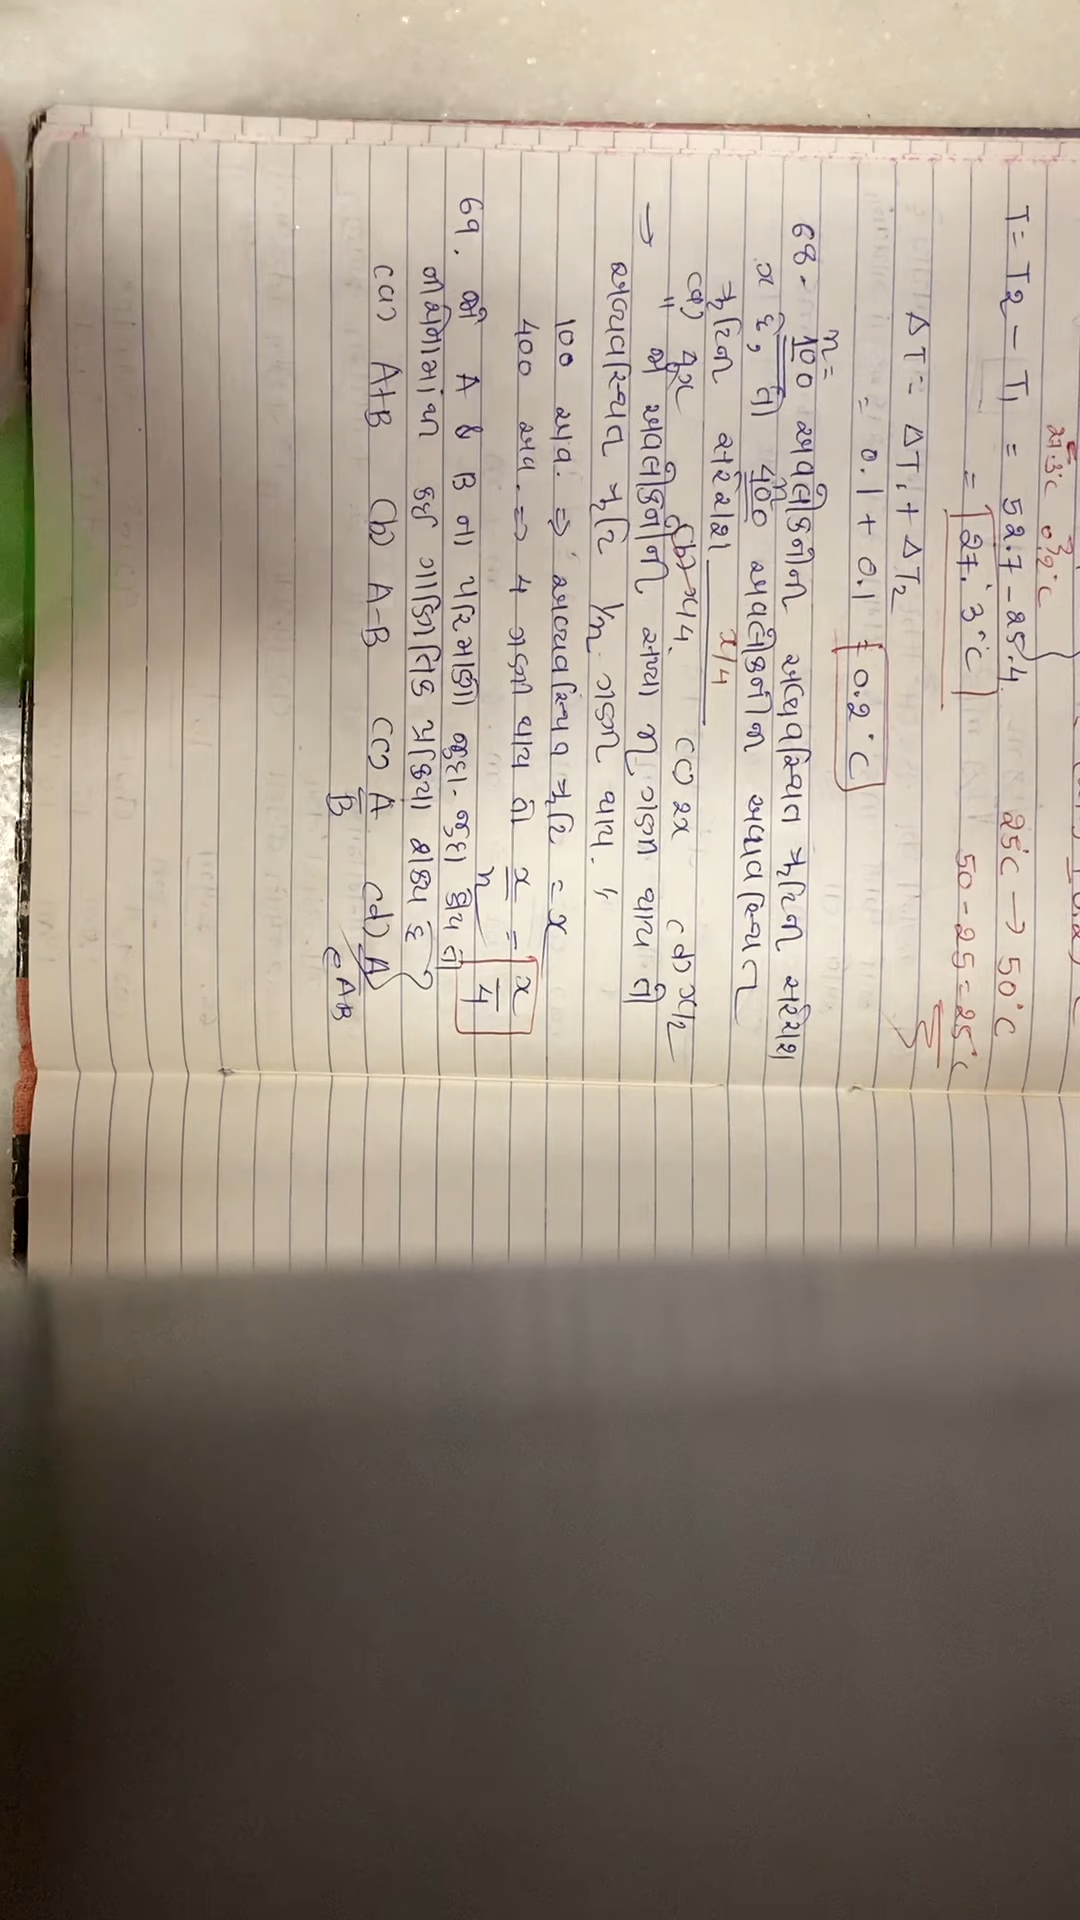 T = T₂ - T₁ = 52.7 - 25.4
= 27.3°C
25°C → 50°C
50 - 25 = 25°C
ΔT = ΔT₁ + ΔT₂
= 0.1 + 0.1 = 0.2°C
n=
68. 100 અવલોકનોની અવ્યવસ્થિત ત્રુટિની સરેરાશ
x છે, તો 400 અવલોકનોની અવ્યવસ્થિત
ત્રુટિની સરેરાશ x/4
(a) 4x (b) x/4 (c) 2x (d) x/2
→ " જો અવલોકનોની સંખ્યા n ગણી થાય તો
અવ્યવસ્થિત ત્રુટિ 1/n ગણી થાય. "
100 અવ. ⇒ અવ્યવસ્થિત ત્રુટિ = x
400 અવ. ⇒ 4 ગણી થાય તો x/n = x/4
69. જો A & B ના પરિમાણો જુદા-જુદા હોય તો
નીચેનામાંથી કઈ ગાણિતિક પ્રક્રિયા શક્ય છે?
(a) A+B (b) A-B (c) A/B (d)